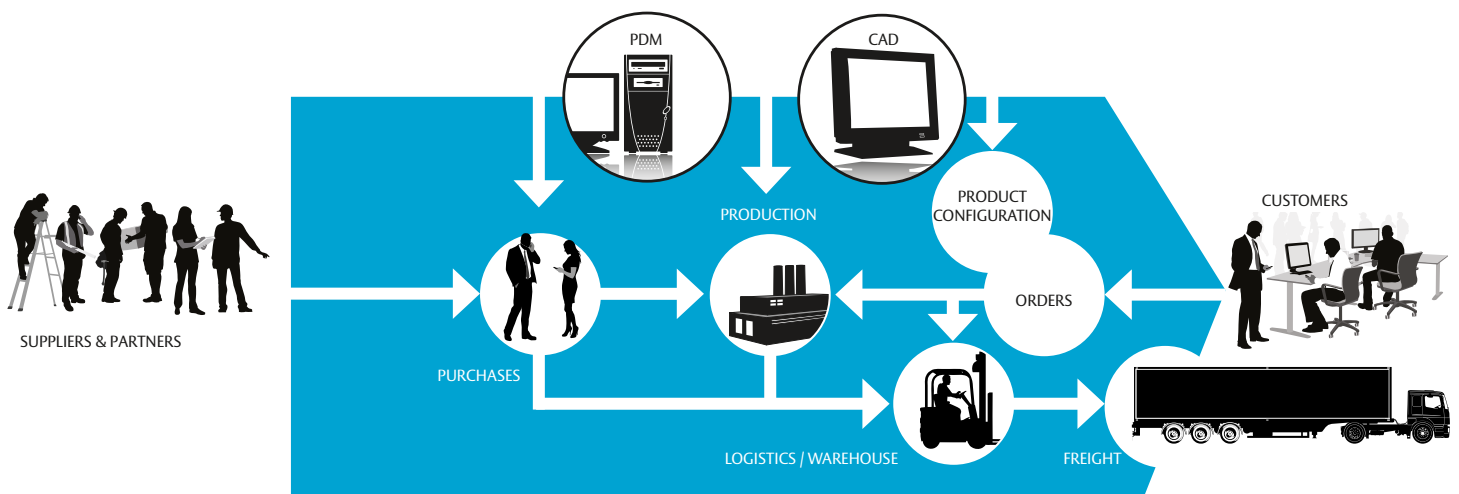 PDM
CAD
PRODUCT
CONFIGURATION
CUSTOMERS
PRODUCTION
ORDERS
SUPPLIERS & PARTNERS
PURCHASES
LOGISTICS / WAREHOUSE
FREIGHT